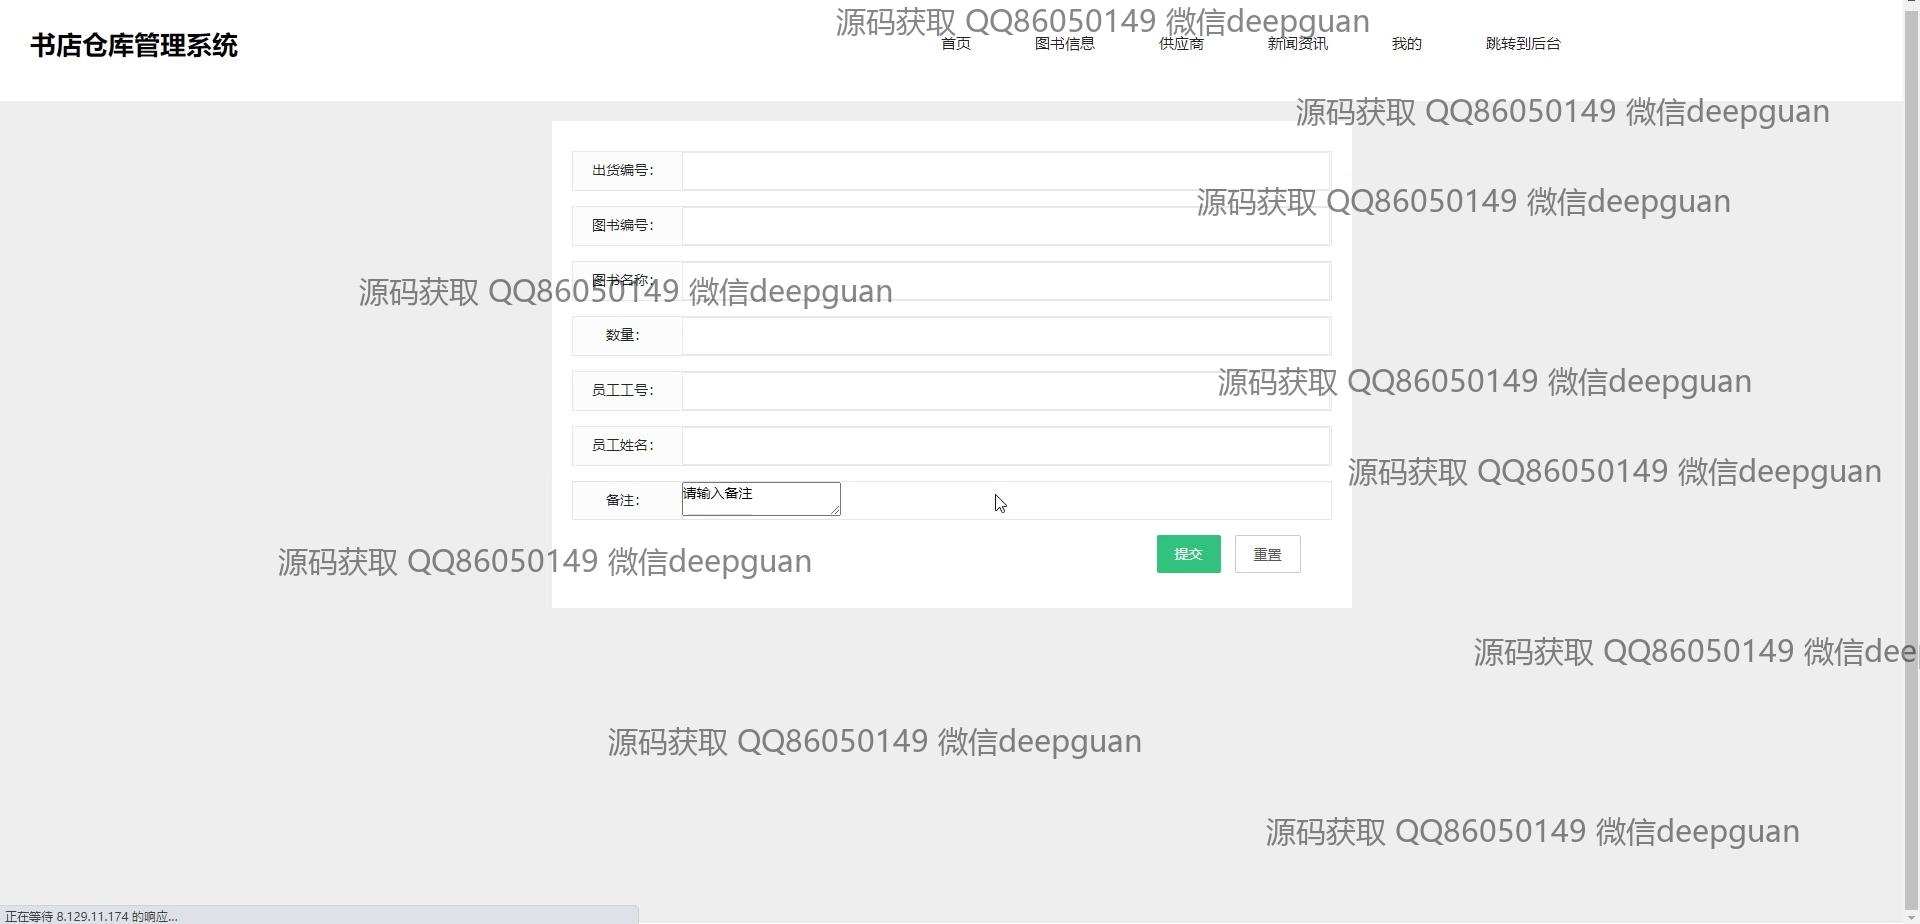 源码获取 QQ86050149 微信deepguan
书店仓库管理系统
首页 图书信息 供应商 新闻资讯 我的 跳转到后台
源码获取 QQ86050149 微信deepguan
出货编号：
源码获取 QQ86050149 微信deepguan
图书编号：
图书名称：
源码获取 QQ86050149 微信deepguan
数量：
源码获取 QQ86050149 微信deepguan
员工工号：
员工姓名：
源码获取 QQ86050149 微信deepguan
备注： 请输入备注
提交 重置
源码获取 QQ86050149 微信deepguan
源码获取 QQ86050149 微信deep
源码获取 QQ86050149 微信deepguan
源码获取 QQ86050149 微信deepguan
正在等待 8.129.11.174 的响应...